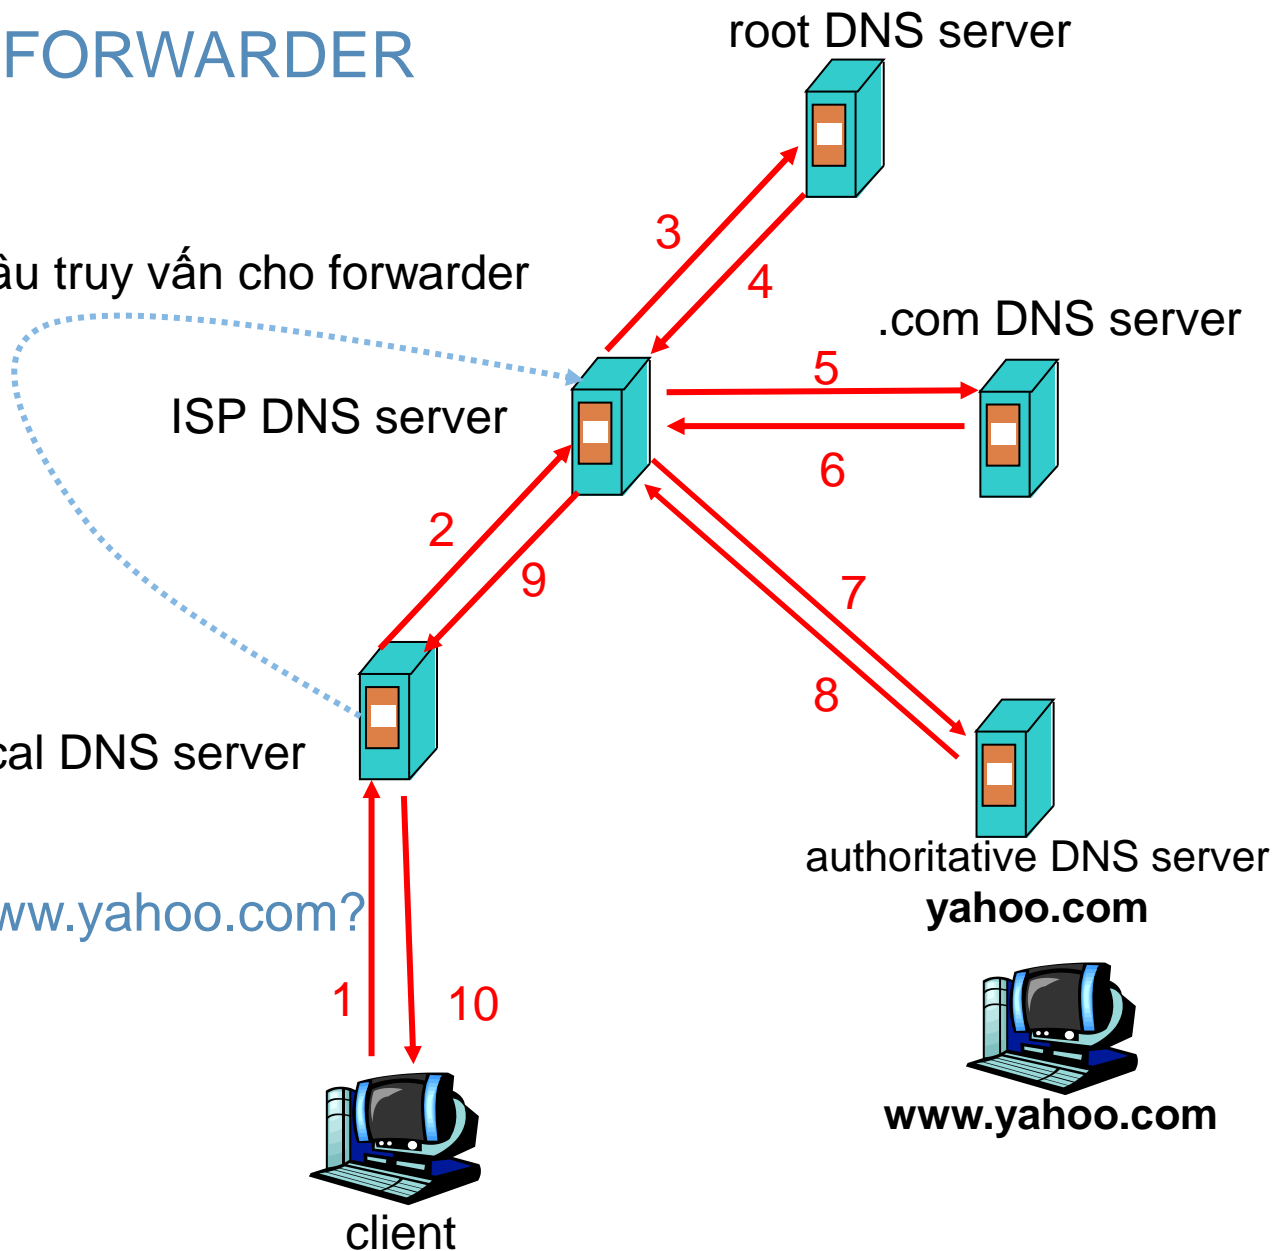 FORWARDER
root DNS server
3
4
truy vấn cho forwarder
.com DNS server
5
ISP DNS server
6
2
9
7
8
DNS server
authoritative DNS server
yahoo.com
ww.yahoo.com?
1
10
www.yahoo.com
client